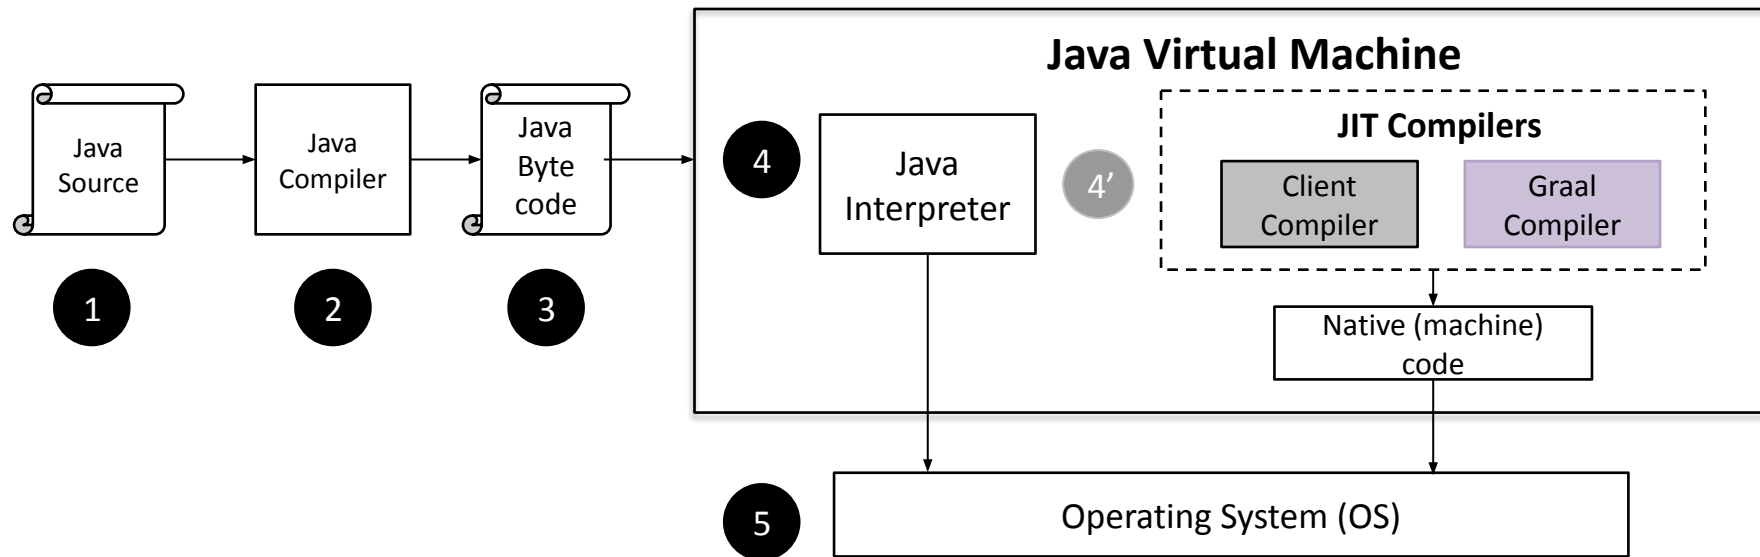 Java Virtual Machine
Java
Source
Java
Compiler
Java
Byte
code
4
Java
Interpreter
4’
JIT Compilers
Client
Compiler
Graal
Compiler
1
2
3
Native (machine)
code
5
Operating System (OS)